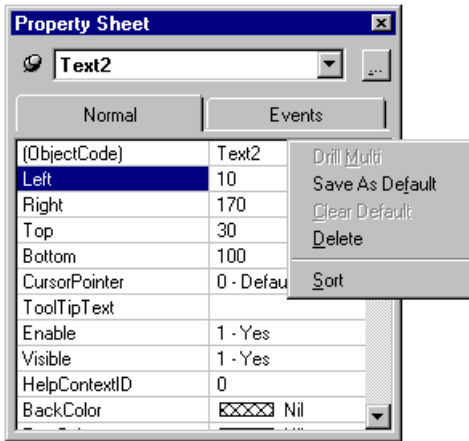 Property Sheet
Text2
...
Normal Events
(ObjectCode) Text2
Left 10
Right 170
Top 30
Bottom 100
CursorPointer 0 - Defau
ToolTipText
Enable 1 - Yes
Visible 1 - Yes
HelpContextID 0
BackColor Nil
Drill Multi
Save As Default
Clear Default
Delete
Sort